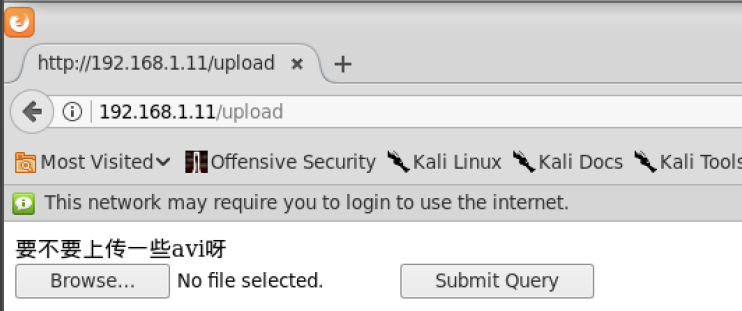 http://192.168.1.11/upload
192.168.1.11/upload
Most Visited Offensive Security Kali Linux Kali Docs Kali Tools
This network may require you to login to use the internet.
要不要上传一些avi呀
Browse... No file selected. Submit Query